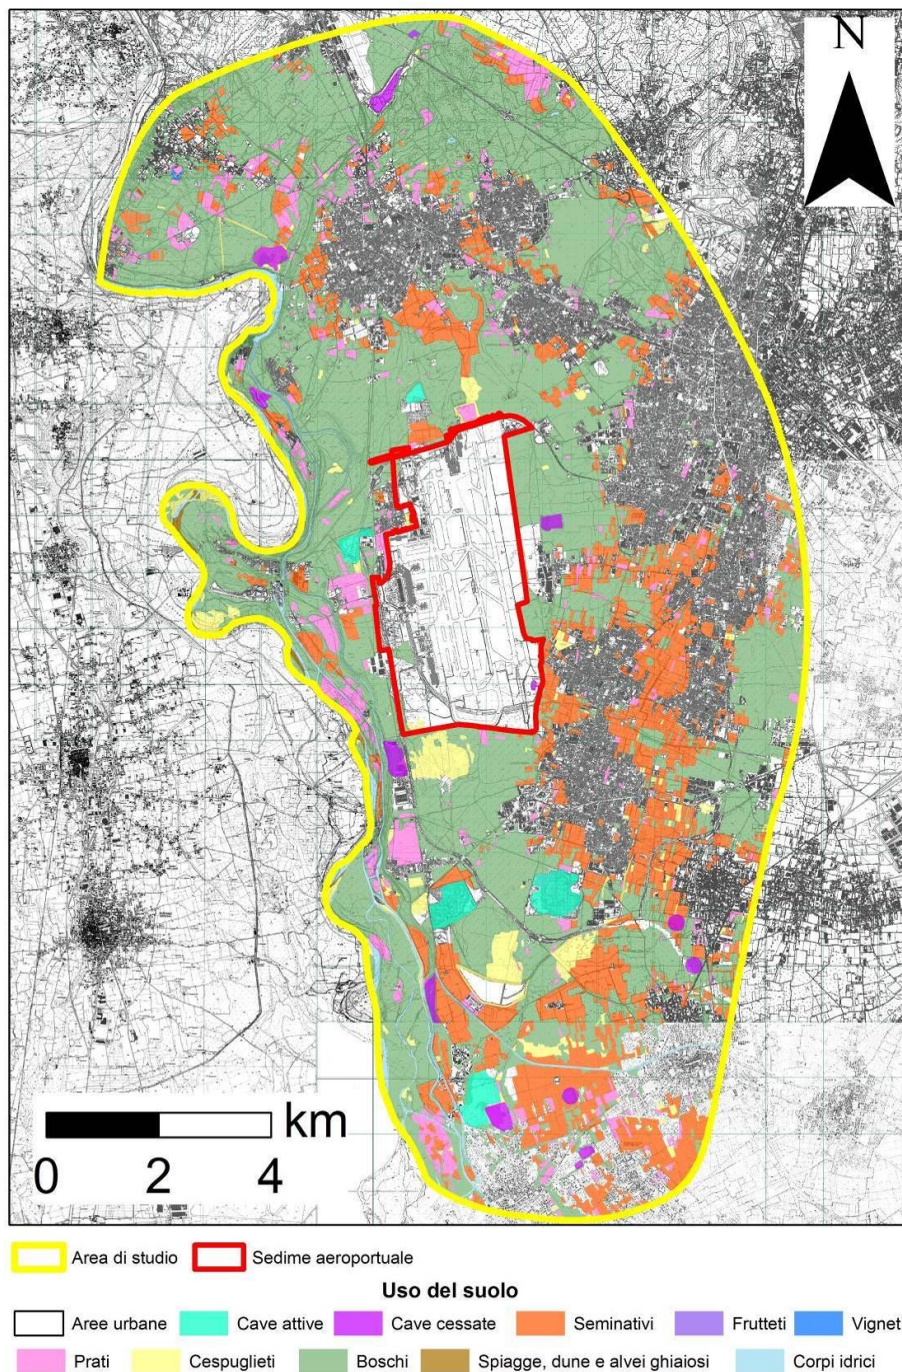 N
km
0 2 4
Area di studio Sedime aeroportuale
Uso del suolo
Aree urbane Cave attive Cave cessate Seminativi Frutteti Vignet
Prati Cespuglieti Boschi Spiagge, dune e alvei ghiaiosi Corpi idrici